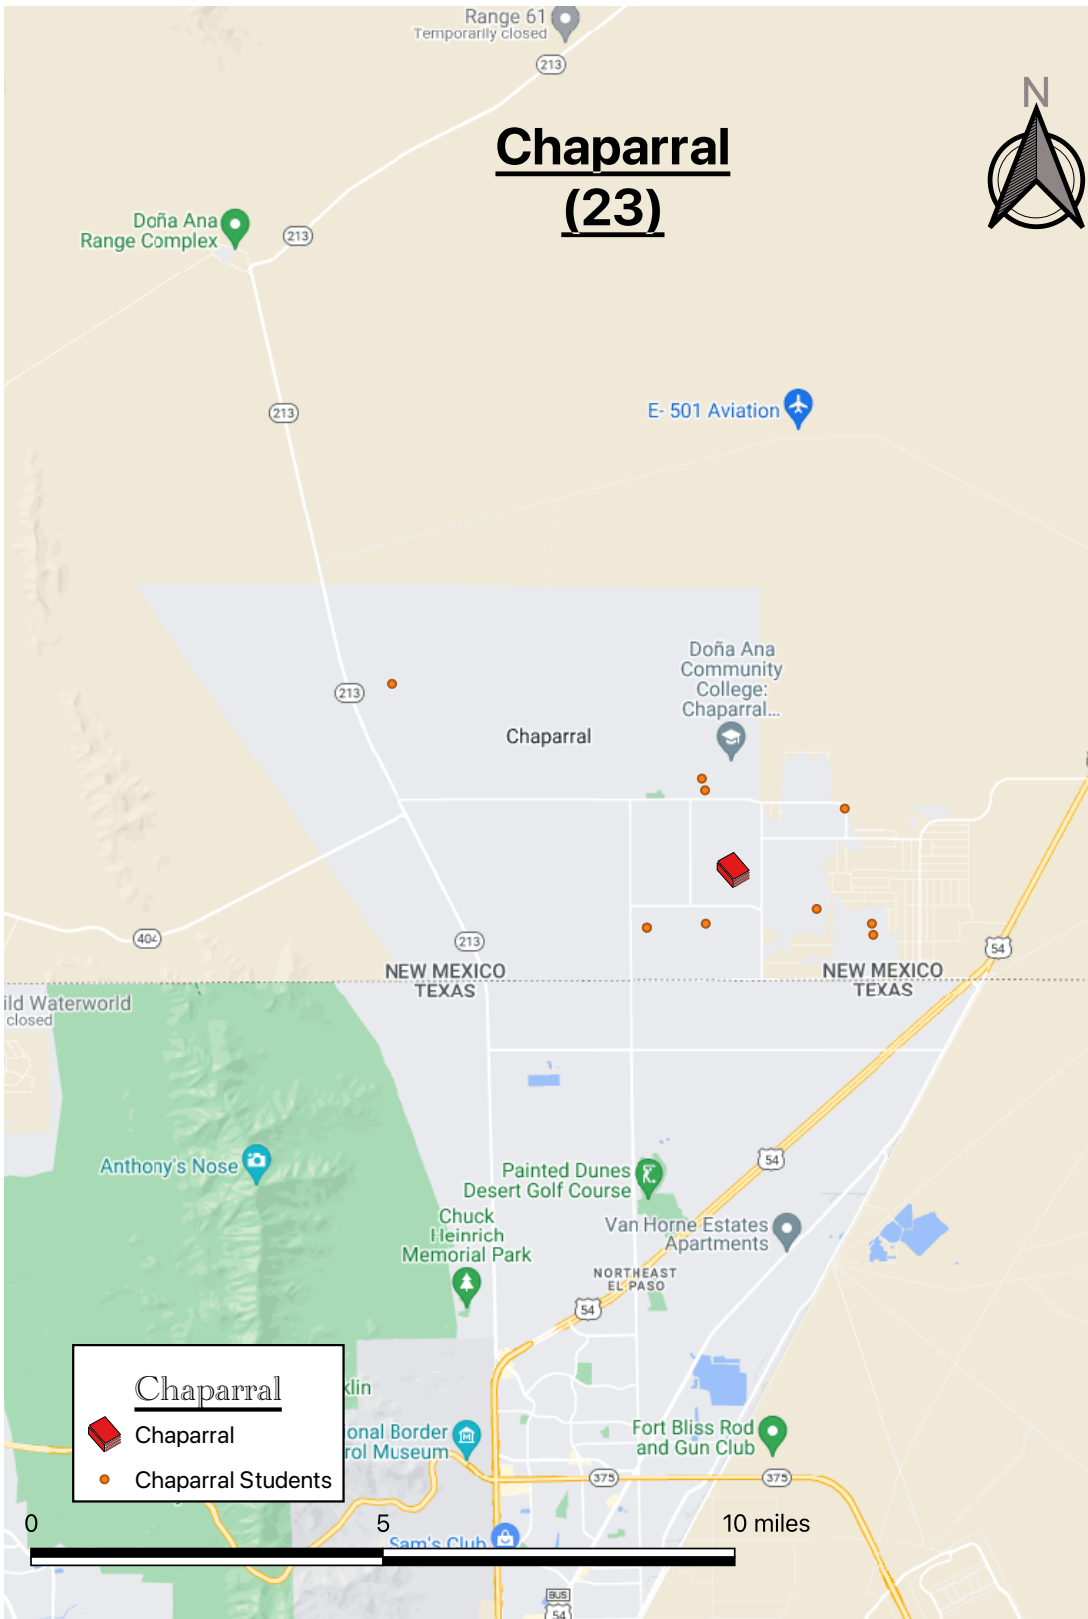 Range 61
Temporarily closed
213
N
Chaparral
(23)
Doña Ana
Range Complex
213
213
E- 501 Aviation
Doña Ana
Community
College:
Chaparral...
213
Chaparral
404
213
54
NEW MEXICO
TEXAS
NEW MEXICO
TEXAS
ild Waterworld
closed
Anthony's Nose
54
Painted Dunes
Desert Golf Course
Chuck
Heinrich
Memorial Park
Van Horne Estates
Apartments
NORTHEAST
EL PASO
54
Chaparral
Chaparral
Chaparral Students
klin
onal Border
rol Museum
Fort Bliss Rod
and Gun Club
375
375
0
5
10 miles
Sam's Club
BUS
54